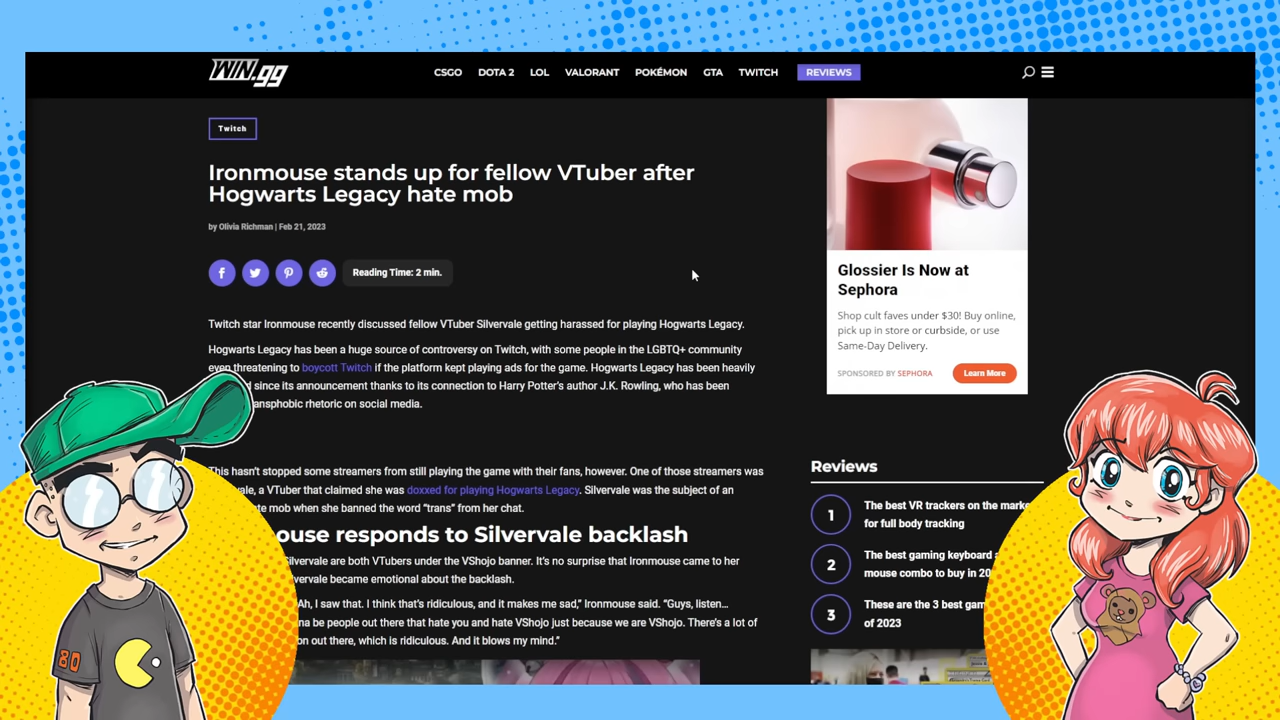 WIN.gg
CSGO DOTA 2 LOL VALORANT POKÉMON GTA TWITCH REVIEWS
Twitch
Ironmouse stands up for fellow VTuber after
Hogwarts Legacy hate mob
by Olivia Richman | Feb 21, 2023
Reading Time: 2 min.
Twitch star Ironmouse recently discussed fellow VTuber Silvervale getting harassed for playing Hogwarts Legacy.
Hogwarts Legacy has been a huge source of controversy on Twitch, with some people in the LGBTQ+ community
even threatening to boycott Twitch if the platform kept playing ads for the game. Hogwarts Legacy has been heavily
since its announcement thanks to its connection to Harry Potter's author J.K. Rowling, who has been
ansphobic rhetoric on social media.
This hasn't stopped some streamers from still playing the game with their fans, however. One of those streamers was
vale, a VTuber that claimed she was doxxed for playing Hogwarts Legacy. Silvervale was the subject of an
te mob when she banned the word “trans” from her chat.
ouse responds to Silvervale backlash
Silvervale are both VTubers under the VShojo banner. It's no surprise that Ironmouse came to her
ervale became emotional about the backlash.
Ah, I saw that. I think that's ridiculous, and it makes me sad,” Ironmouse said. “Guys, listen…
na be people out there that hate you and hate VShojo just because we are VShojo. There's a lot of
on out there, which is ridiculous. And it blows my mind.”
Glossier Is Now at
Sephora
Shop cult faves under $30! Buy online,
pick up in store or curbside, or use
Same-Day Delivery.
SPONSORED BY SEPHORA
Learn More
Reviews
1
The best VR trackers on the marke
for full body tracking
2
The best gaming keyboard a
mouse combo to buy in 20
3
These are the 3 best gam
of 2023
80